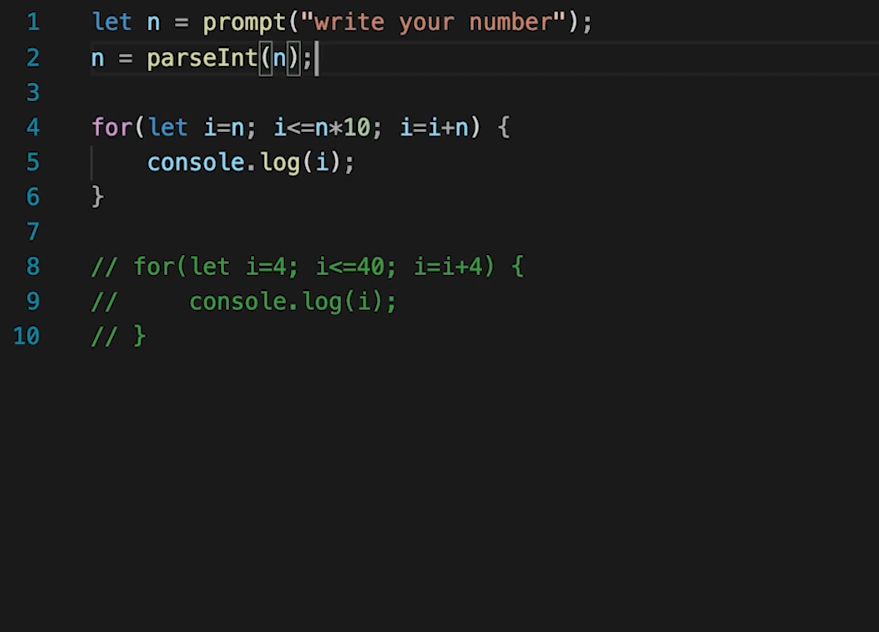 1 let n = prompt("write your number");
2 n = parseInt(n);
3
4 for(let i=n; i<=n*10; i=i+n) {
5     console.log(i);
6 }
7
8 // for(let i=4; i<=40; i=i+4) {
9 //     console.log(i);
10 // }